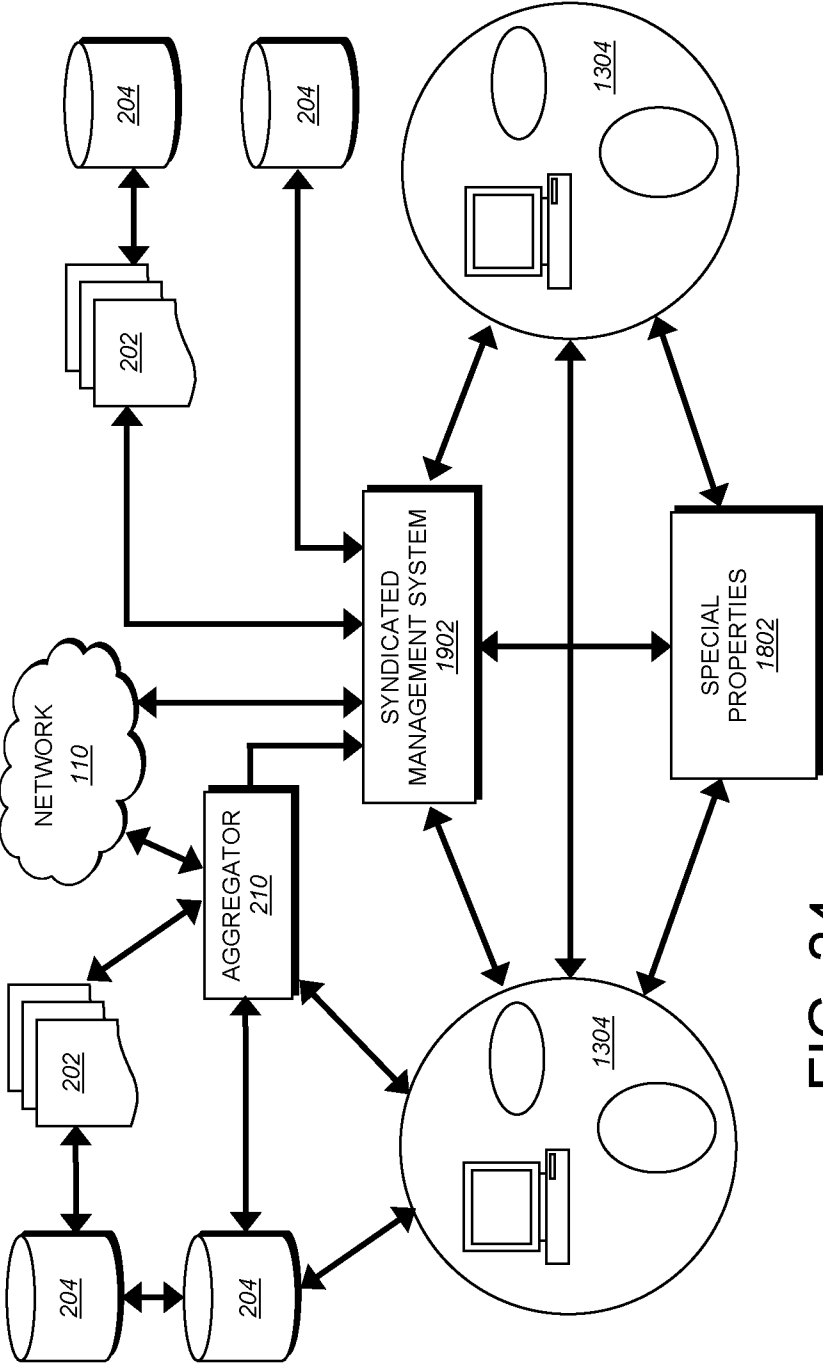 204
202
NETWORK
110
202
204
204
AGGREGATOR
210
204
SYNDICATED
MANAGEMENT SYSTEM
1902
1304
1304
SPECIAL
PROPERTIES
1802
FIG. 24